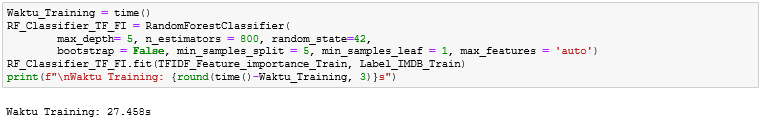 Waktu_Training = time()
RF_Classifier_TF_FI = RandomForestClassifier(
        max_depth= 5, n_estimators = 800, random_state=42,
        bootstrap = False, min_samples_split = 5, min_samples_leaf = 1, max_features = 'auto')
RF_Classifier_TF_FI.fit(TFIDF_Feature_importance_Train, Label_IMDB_Train)
print(f"\nWaktu Training: {round(time()-Waktu_Training, 3)}s")
Waktu Training: 27.458s